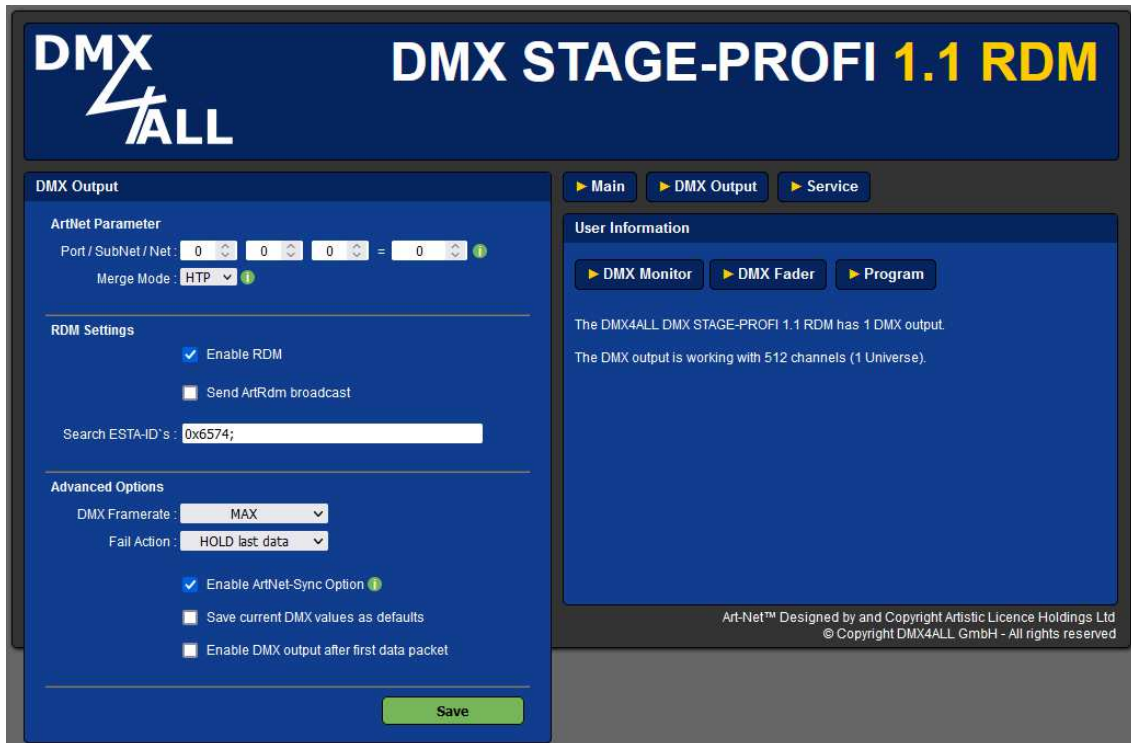 DMX
4ALL
DMX STAGE-PROFI 1.1 RDM
DMX Output
ArtNet Parameter
Port / SubNet / Net : 0 0 0 = 0 i
Merge Mode : HTP i
RDM Settings
Enable RDM
Send ArtRdm broadcast
Search ESTA-ID`s : 0x6574;
Advanced Options
DMX Framerate : MAX
Fail Action : HOLD last data
Enable ArtNet-Sync Option i
Save current DMX values as defaults
Enable DMX output after first data packet
Save
Main DMX Output Service
User Information
DMX Monitor DMX Fader Program
The DMX4ALL DMX STAGE-PROFI 1.1 RDM has 1 DMX output.
The DMX output is working with 512 channels (1 Universe).
Art-Net™ Designed by and Copyright Artistic Licence Holdings Ltd
© Copyright DMX4ALL GmbH - All rights reserved